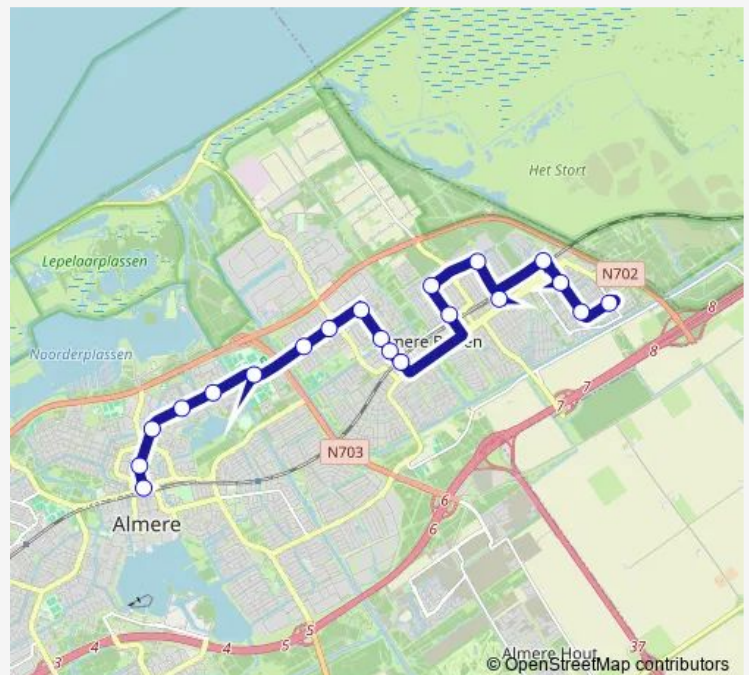 Het Stort
Lepelaarplassen
N702
8
Noorderplassen
8
7
7
N703
6
Almere
6
5
4
4
5
3
37
Almere Hout
© OpenStreetMap contributors